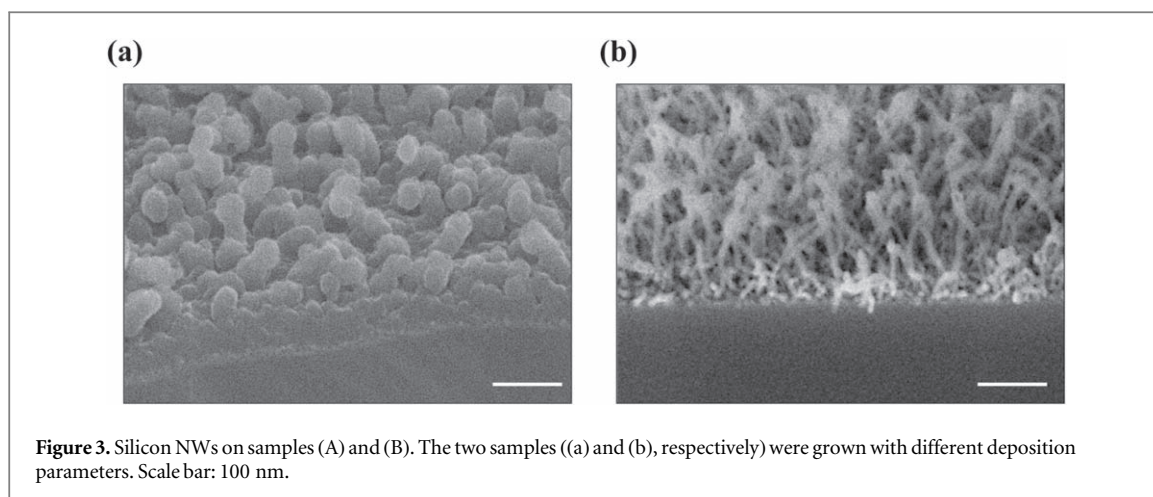 (a)
(b)
Figure 3. Silicon NWs on samples (A) and (B). The two samples ((a) and (b), respectively) were grown with different deposition
parameters. Scale bar: 100 nm.